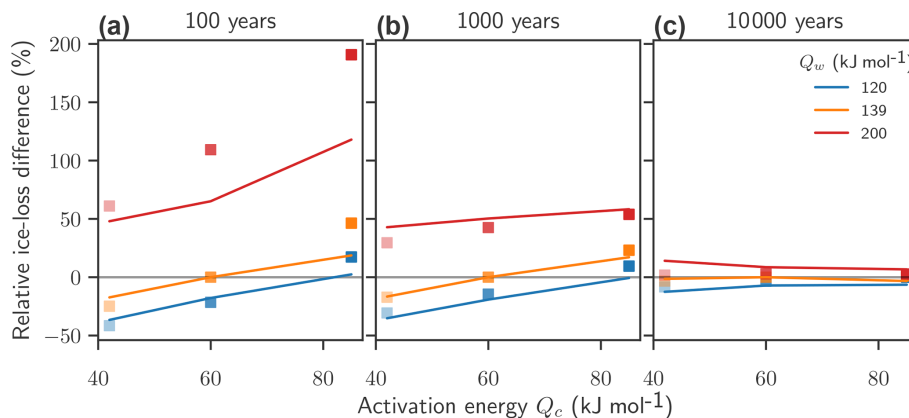 (a) 100 years
(b) 1000 years
(c) 10000 years
Relative ice-loss difference (%)
200
150
100
50
0
−50
Q_w (kJ mol⁻¹)
120
139
200
40 60 80
40 60 80
40 60 80
Activation energy Q_c (kJ mol⁻¹)